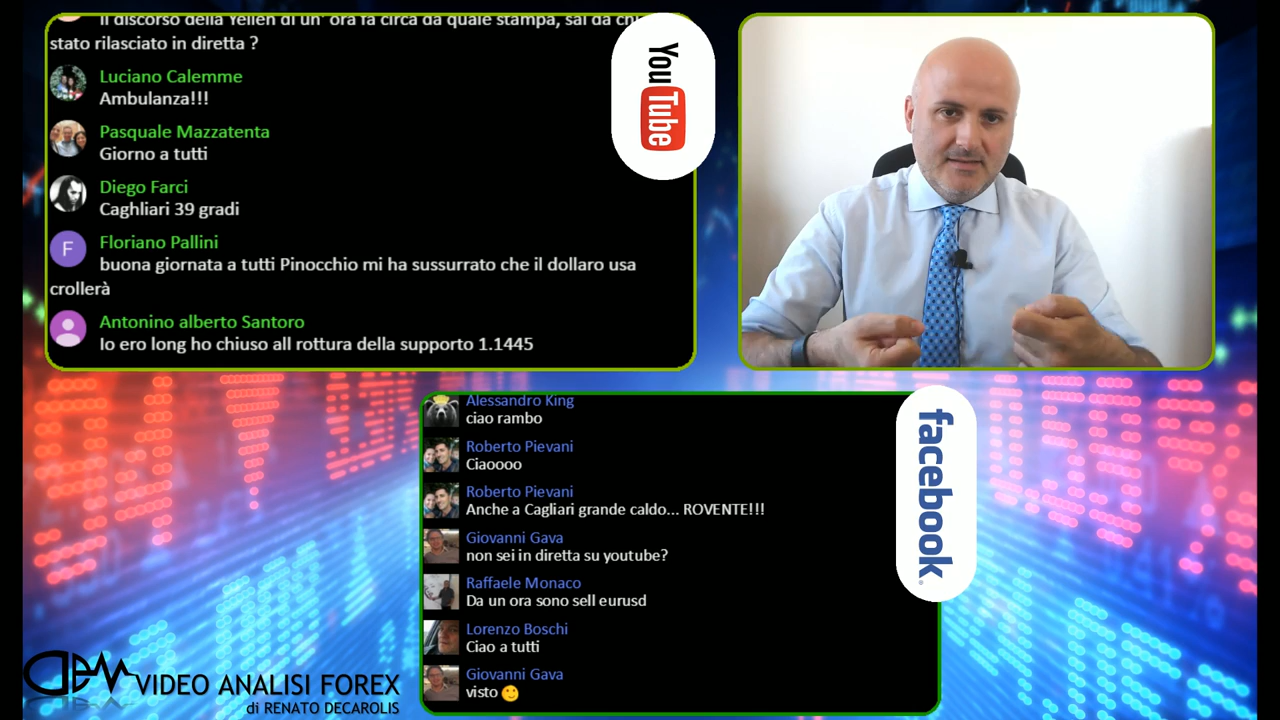 Il discorso della Yellen di un' ora fa circa da quale stampa, sai da chi
stato rilasciato in diretta ?
Luciano Calemme
Ambulanza!!!
Pasquale Mazzatenta
Giorno a tutti
Diego Farci
Caghliari 39 gradi
F
Floriano Pallini
buona giornata a tutti Pinocchio mi ha sussurrato che il dollaro usa
crollerà
Antonino alberto Santoro
Io ero long ho chiuso all rottura della supporto 1.1445
YouTube
Alessandro King
ciao rambo
Roberto Pievani
Ciaoooo
Roberto Pievani
Anche a Cagliari grande caldo... ROVENTE!!!
Giovanni Gava
non sei in diretta su youtube?
Raffaele Monaco
Da un ora sono sell eurusd
Lorenzo Boschi
Ciao a tutti
Giovanni Gava
visto 🙂
facebook
VIDEO ANALISI FOREX
di RENATO DECAROLIS